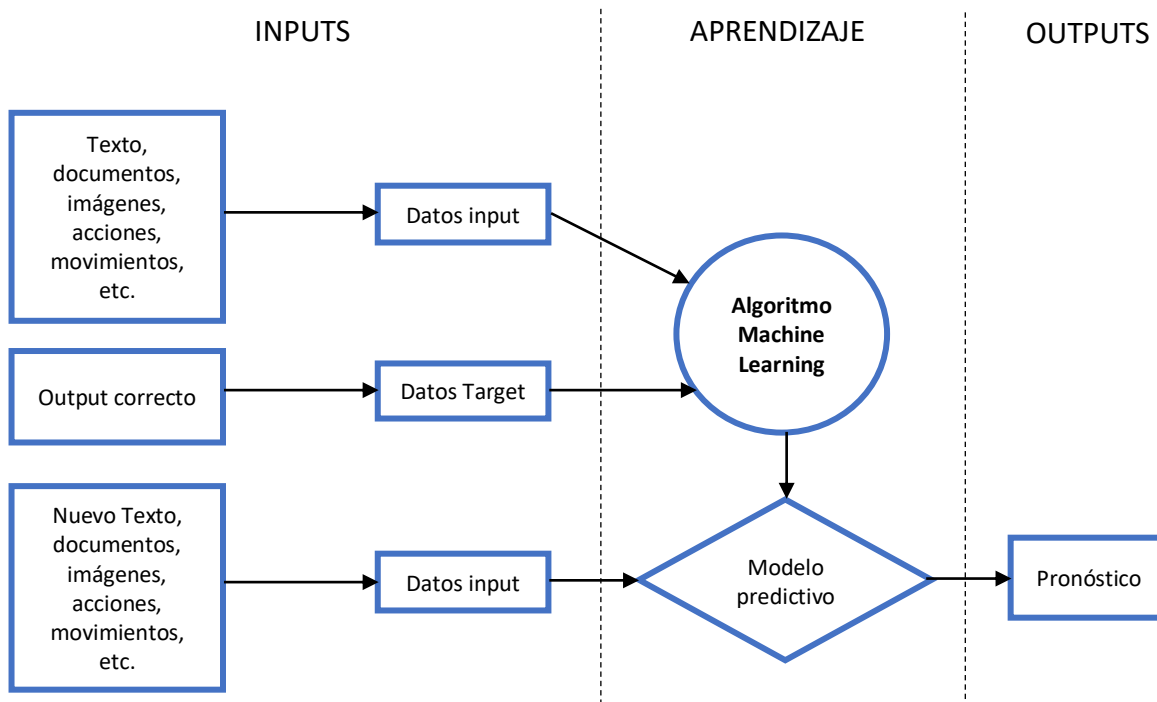 INPUTS
APRENDIZAJE
OUTPUTS
Texto,
documentos,
imágenes,
acciones,
movimientos,
etc.
Datos input
Algoritmo
Machine
Learning
Output correcto
Datos Target
Nuevo Texto,
documentos,
imágenes,
acciones,
movimientos,
etc.
Datos input
Modelo
predictivo
Pronóstico